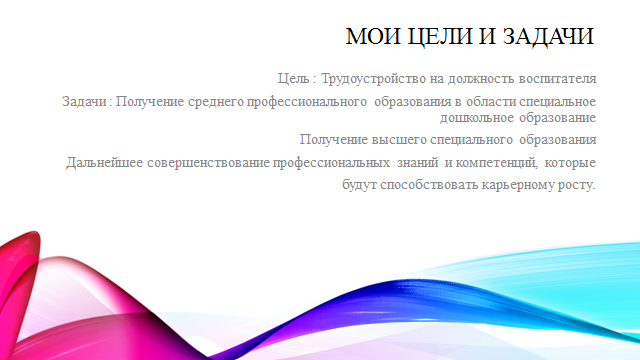 МОИ ЦЕЛИ И ЗАДАЧИ
Цель : Трудоустройство на должность воспитателя
Задачи : Получение среднего профессионального образования в области специальное
дошкольное образование
Получение высшего специального образования
Дальнейшее совершенствование профессиональных знаний и компетенций, которые
будут способствовать карьерному росту.